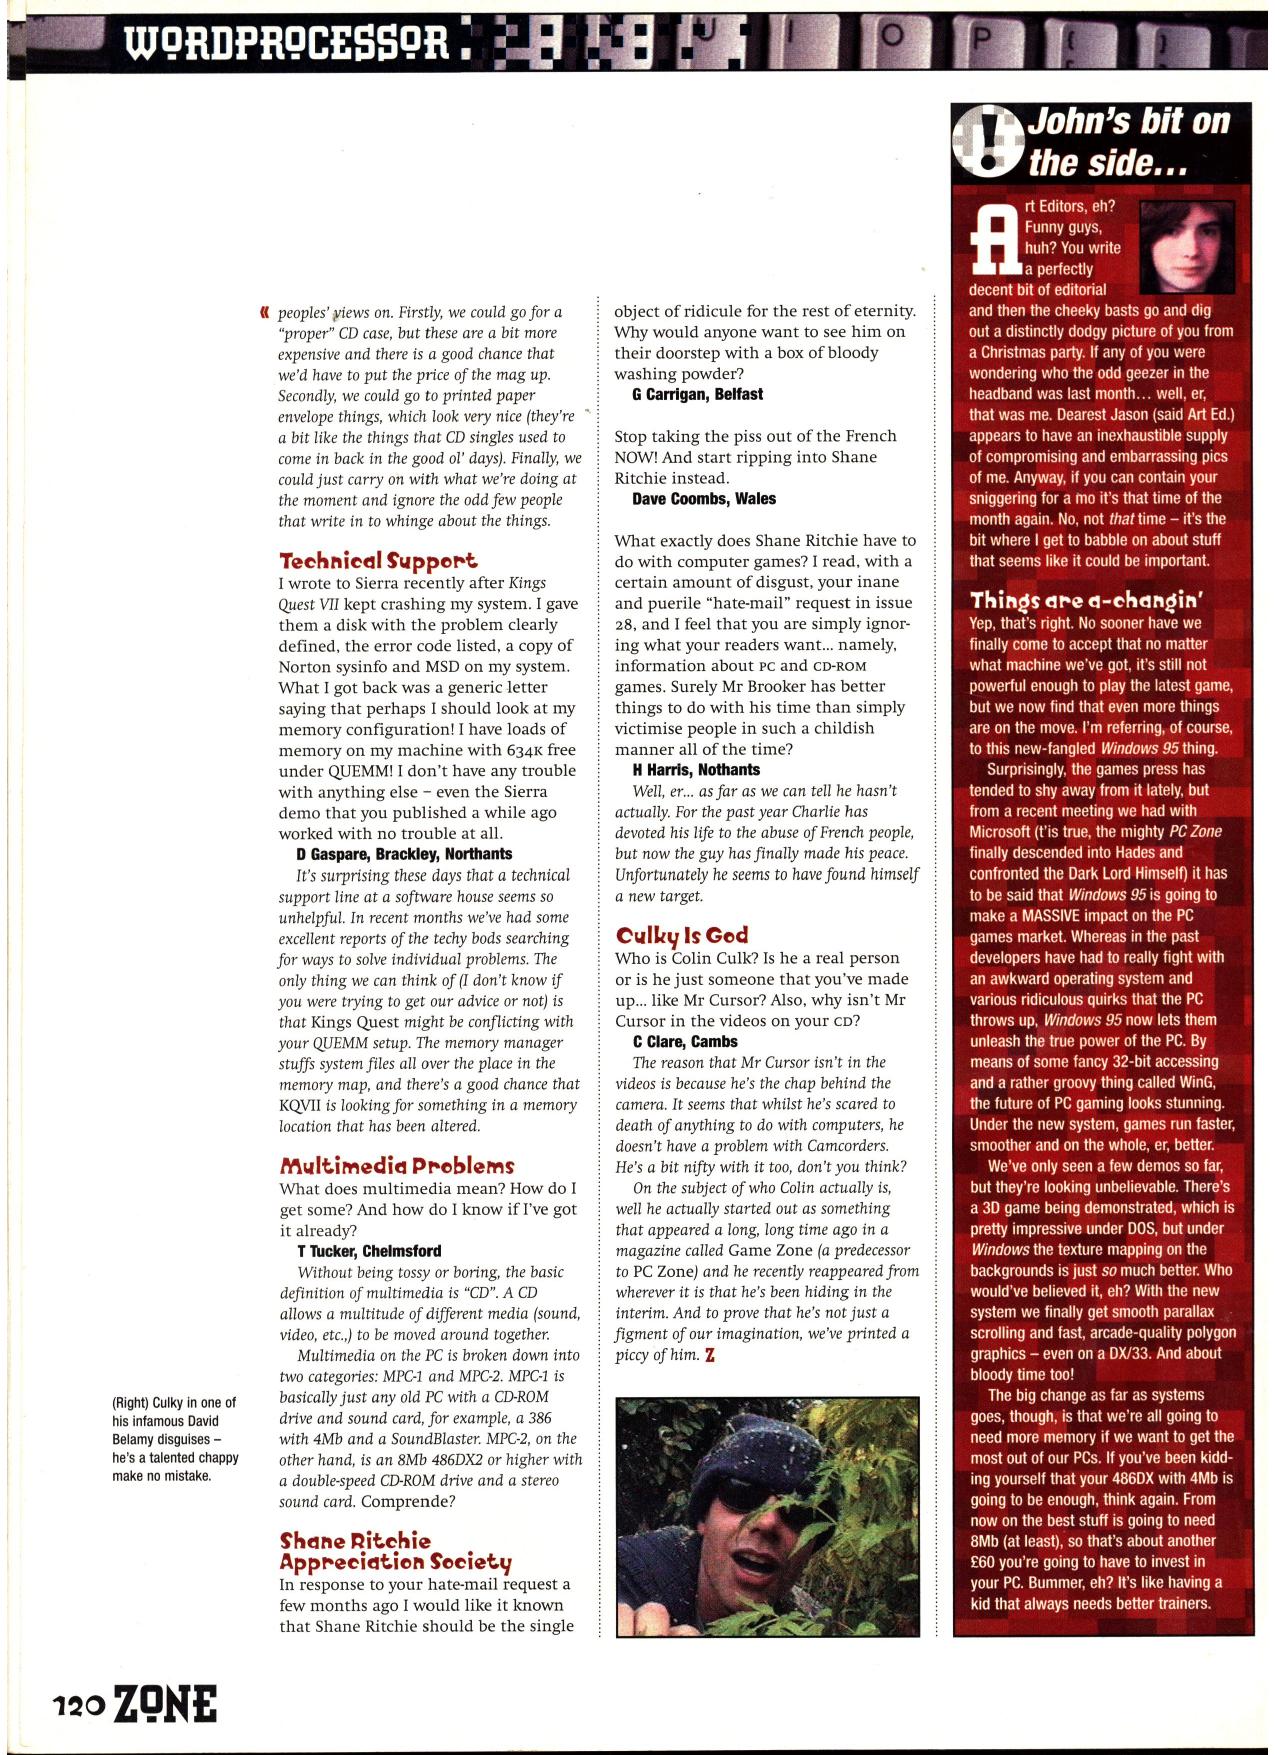 WORDPROCESSOR
U I O P { }
« peoples' views on. Firstly, we could go for a
"proper" CD case, but these are a bit more
expensive and there is a good chance that
we'd have to put the price of the mag up.
Secondly, we could go to printed paper
envelope things, which look very nice (they're
a bit like the things that CD singles used to
come in back in the good ol' days). Finally, we
could just carry on with what we're doing at
the moment and ignore the odd few people
that write in to whinge about the things.
Technical Support
I wrote to Sierra recently after Kings
Quest VII kept crashing my system. I gave
them a disk with the problem clearly
defined, the error code listed, a copy of
Norton sysinfo and MSD on my system.
What I got back was a generic letter
saying that perhaps I should look at my
memory configuration! I have loads of
memory on my machine with 634K free
under QUEMM! I don't have any trouble
with anything else – even the Sierra
demo that you published a while ago
worked with no trouble at all.
D Gaspare, Brackley, Northants
It's surprising these days that a technical
support line at a software house seems so
unhelpful. In recent months we've had some
excellent reports of the techy bods searching
for ways to solve individual problems. The
only thing we can think of (I don't know if
you were trying to get our advice or not) is
that Kings Quest might be conflicting with
your QUEMM setup. The memory manager
stuffs system files all over the place in the
memory map, and there's a good chance that
KQVII is looking for something in a memory
location that has been altered.
Multimedia Problems
What does multimedia mean? How do I
get some? And how do I know if I've got
it already?
T Tucker, Chelmsford
Without being tossy or boring, the basic
definition of multimedia is "CD". A CD
allows a multitude of different media (sound,
video, etc.,) to be moved around together.
Multimedia on the PC is broken down into
two categories: MPC-1 and MPC-2. MPC-1 is
basically just any old PC with a CD-ROM
drive and sound card, for example, a 386
with 4Mb and a SoundBlaster. MPC-2, on the
other hand, is an 8Mb 486DX2 or higher with
a double-speed CD-ROM drive and a stereo
sound card. Comprende?
Shane Ritchie
Appreciation Society
In response to your hate-mail request a
few months ago I would like it known
that Shane Ritchie should be the single
(Right) Culky in one of
his infamous David
Belamy disguises –
he's a talented chappy
make no mistake.
object of ridicule for the rest of eternity.
Why would anyone want to see him on
their doorstep with a box of bloody
washing powder?
G Carrigan, Belfast
Stop taking the piss out of the French
NOW! And start ripping into Shane
Ritchie instead.
Dave Coombs, Wales
What exactly does Shane Ritchie have to
do with computer games? I read, with a
certain amount of disgust, your inane
and puerile "hate-mail" request in issue
28, and I feel that you are simply ignor-
ing what your readers want... namely,
information about PC and CD-ROM
games. Surely Mr Brooker has better
things to do with his time than simply
victimise people in such a childish
manner all of the time?
H Harris, Nothants
Well, er... as far as we can tell he hasn't
actually. For the past year Charlie has
devoted his life to the abuse of French people,
but now the guy has finally made his peace.
Unfortunately he seems to have found himself
a new target.
Culky Is God
Who is Colin Culk? Is he a real person
or is he just someone that you've made
up... like Mr Cursor? Also, why isn't Mr
Cursor in the videos on your CD?
C Clare, Cambs
The reason that Mr Cursor isn't in the
videos is because he's the chap behind the
camera. It seems that whilst he's scared to
death of anything to do with computers, he
doesn't have a problem with Camcorders.
He's a bit nifty with it too, don't you think?
On the subject of who Colin actually is,
well he actually started out as something
that appeared a long, long time ago in a
magazine called Game Zone (a predecessor
to PC Zone) and he recently reappeared from
wherever it is that he's been hiding in the
interim. And to prove that he's not just a
figment of our imagination, we've printed a
piccy of him. Z
! John's bit on
the side...
Art Editors, eh?
Funny guys,
huh? You write
a perfectly
decent bit of editorial
and then the cheeky basts go and dig
out a distinctly dodgy picture of you from
a Christmas party. If any of you were
wondering who the odd geezer in the
headband was last month... well, er,
that was me. Dearest Jason (said Art Ed.)
appears to have an inexhaustible supply
of compromising and embarrassing pics
of me. Anyway, if you can contain your
sniggering for a mo it's that time of the
month again. No, not that time – it's the
bit where I get to babble on about stuff
that seems like it could be important.
Things are a-changin'
Yep, that's right. No sooner have we
finally come to accept that no matter
what machine we've got, it's still not
powerful enough to play the latest game,
but we now find that even more things
are on the move. I'm referring, of course,
to this new-fangled Windows 95 thing.
Surprisingly, the games press has
tended to shy away from it lately, but
from a recent meeting we had with
Microsoft (t'is true, the mighty PC Zone
finally descended into Hades and
confronted the Dark Lord Himself) it has
to be said that Windows 95 is going to
make a MASSIVE impact on the PC
games market. Whereas in the past
developers have had to really fight with
an awkward operating system and
various ridiculous quirks that the PC
throws up, Windows 95 now lets them
unleash the true power of the PC. By
means of some fancy 32-bit accessing
and a rather groovy thing called WinG,
the future of PC gaming looks stunning.
Under the new system, games run faster,
smoother and on the whole, er, better.
We've only seen a few demos so far,
but they're looking unbelievable. There's
a 3D game being demonstrated, which is
pretty impressive under DOS, but under
Windows the texture mapping on the
backgrounds is just so much better. Who
would've believed it, eh? With the new
system we finally get smooth parallax
scrolling and fast, arcade-quality polygon
graphics – even on a DX/33. And about
bloody time too!
The big change as far as systems
goes, though, is that we're all going to
need more memory if we want to get the
most out of our PCs. If you've been kidd-
ing yourself that your 486DX with 4Mb is
going to be enough, think again. From
now on the best stuff is going to need
8Mb (at least), so that's about another
£60 you're going to have to invest in
your PC. Bummer, eh? It's like having a
kid that always needs better trainers.
120 ZONE